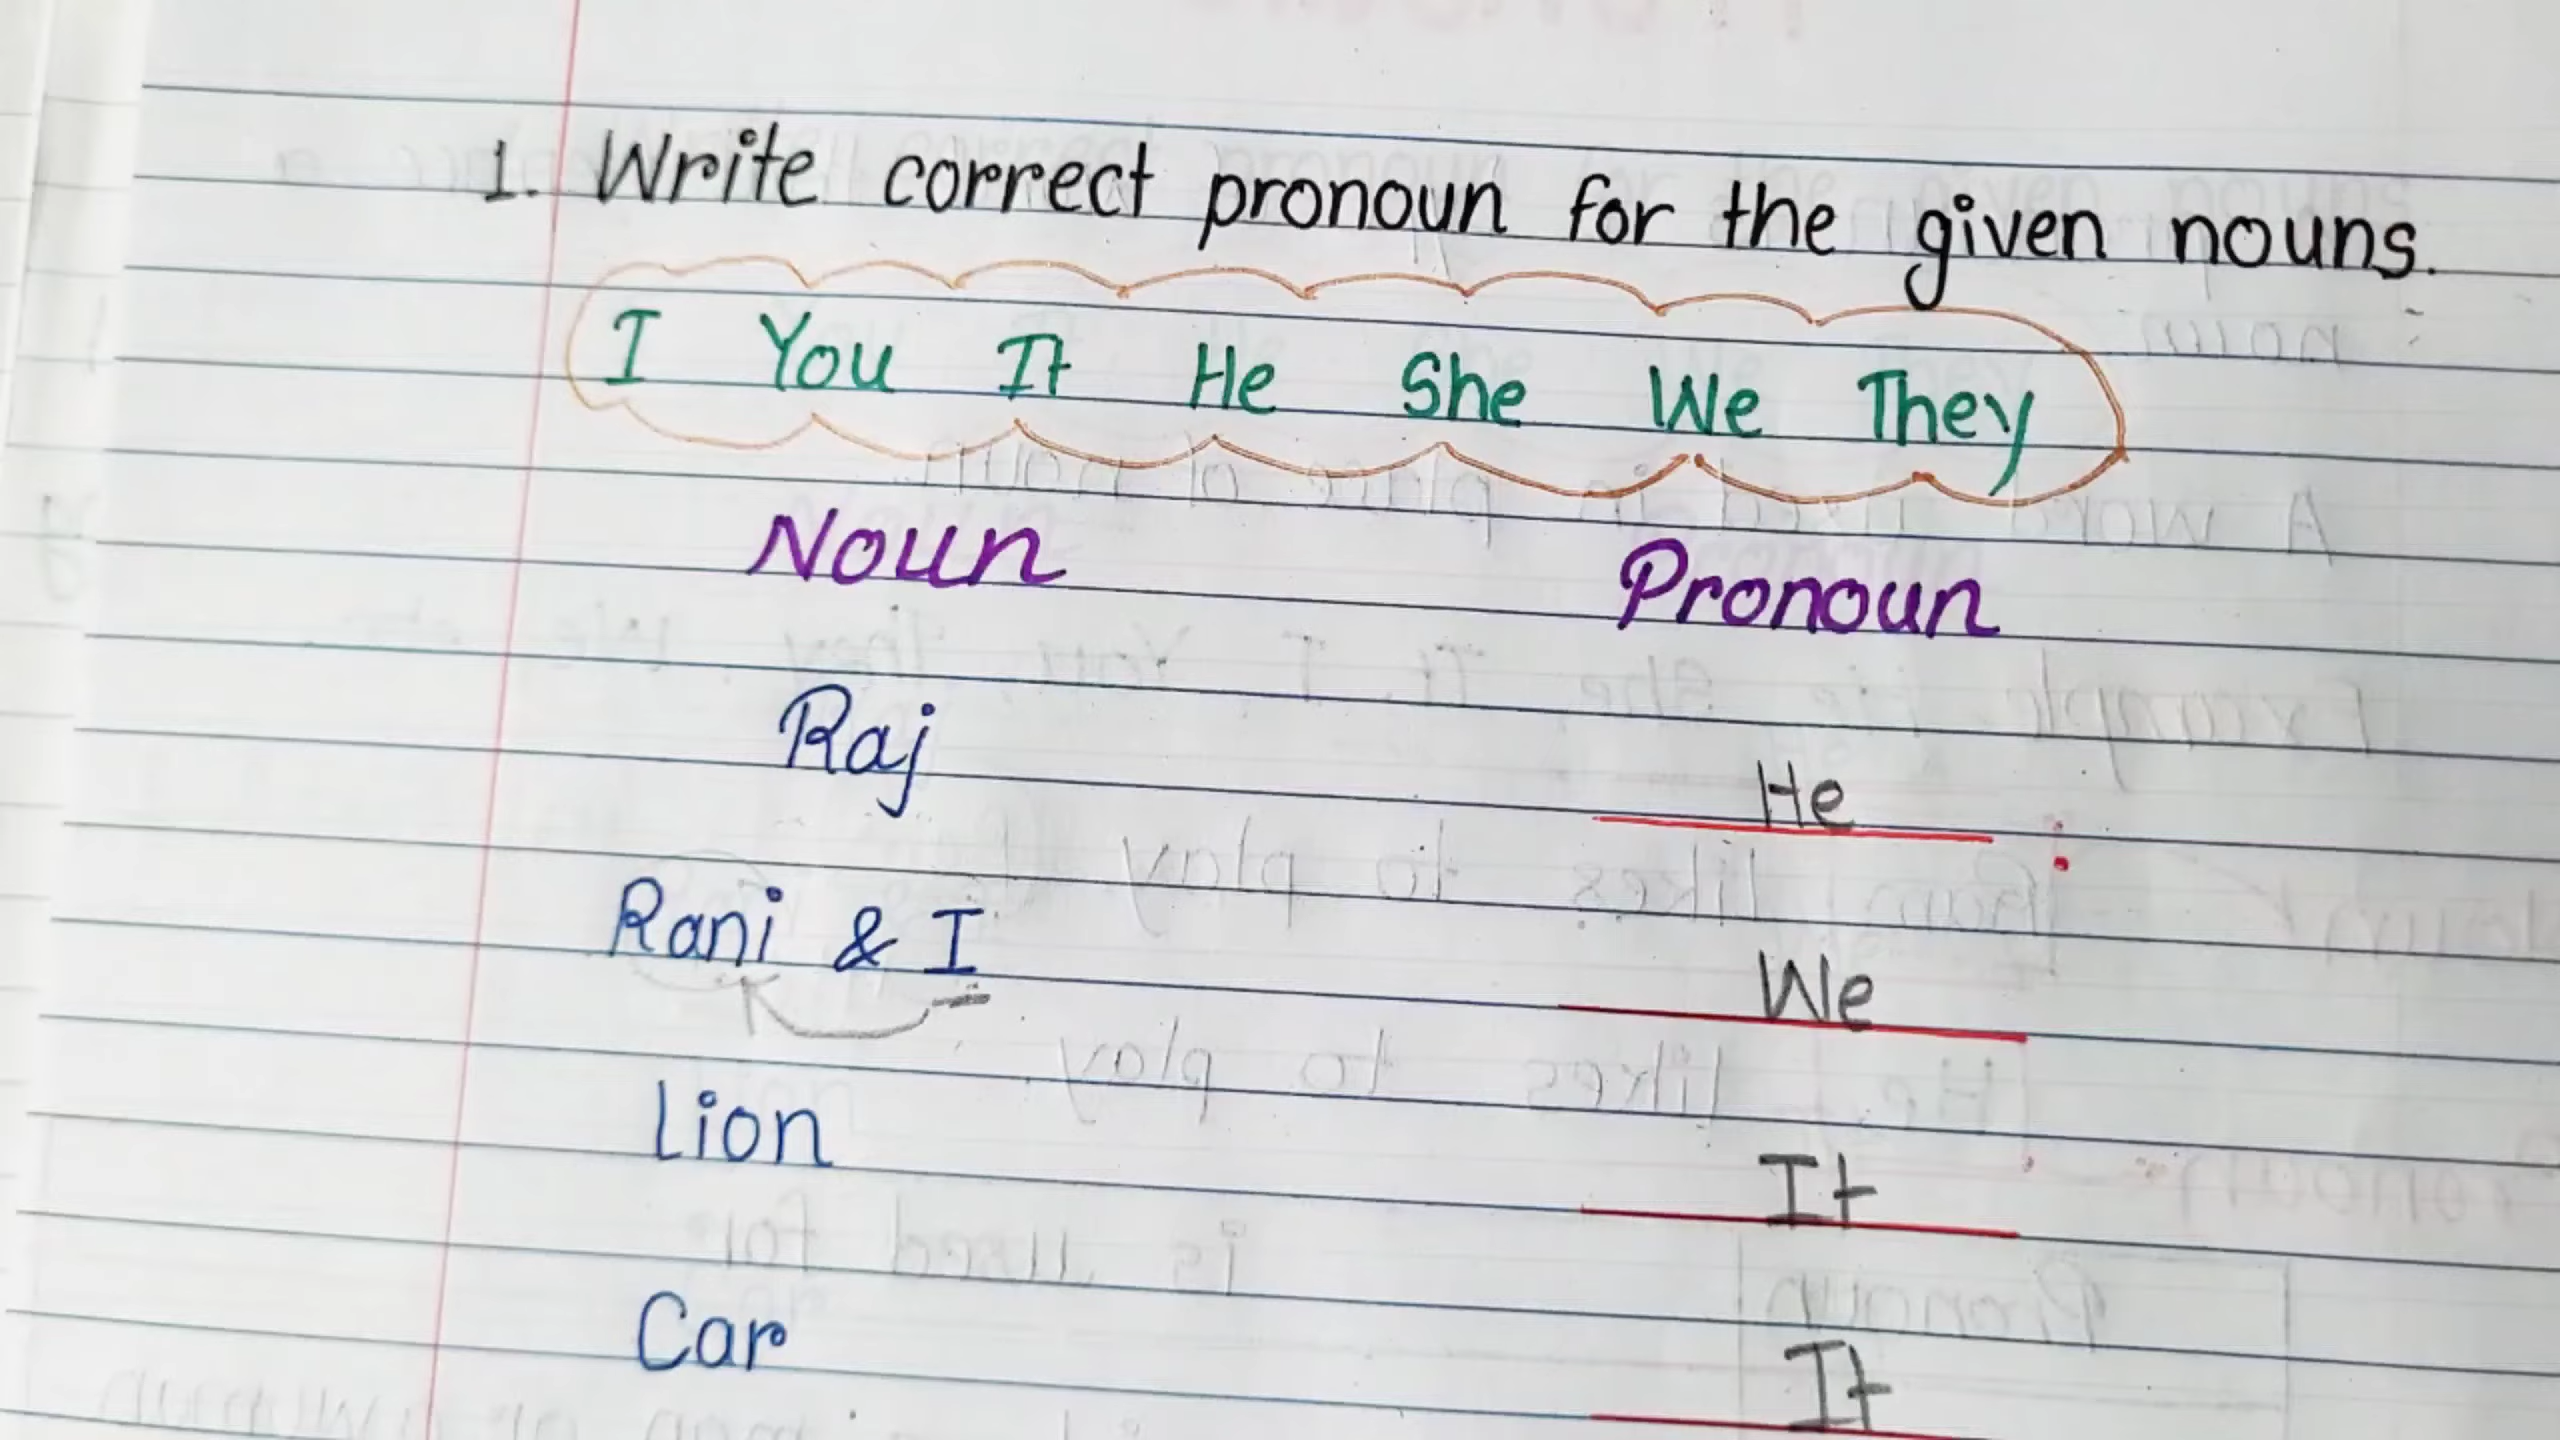 1. Write correct pronoun for the given nouns.
I You It He She We They
Noun Pronoun
Raj He
Rani & I We
Lion It
Car It